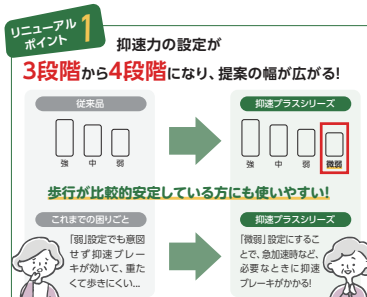 リニューアル
ポイント 1
抑速力の設定が
3段階から4段階になり、提案の幅が広がる!
従来品
強 中 弱
抑速プラスシリーズ
強 中 弱 微弱
歩行が比較的安定している方にも使いやすい!
これまでの困りごと
「弱」設定でも意図
せず抑速ブレー
キが効いて、重た
くて歩きにくい...
抑速プラスシリーズ
「微弱」設定にするこ
とで、急加速時など、
必要なときに抑速
ブレーキがかかる!